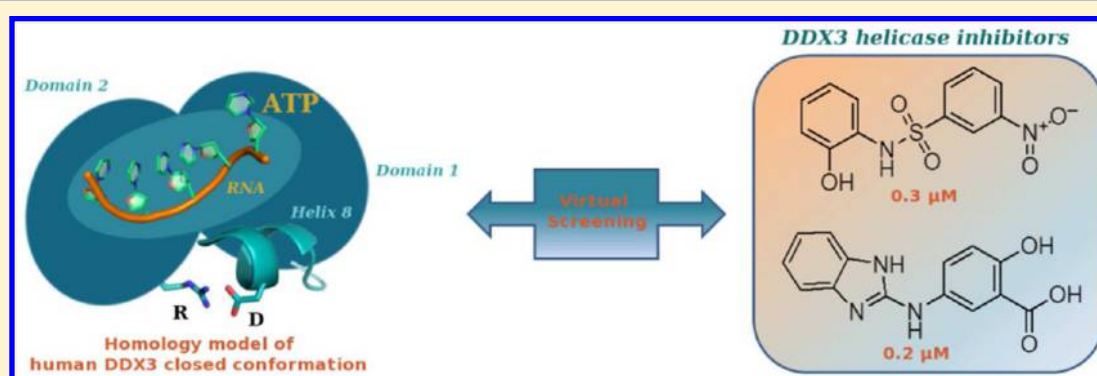 Domain 2
ATP
RNA
Domain 1
Helix 8
R
D
Homology model of
human DDX3 closed conformation
Virtual
Screening
DDX3 helicase inhibitors
O
S
N
H
O
OH
N⁺
O⁻
O
0.3 µM
NH
N
N
H
OH
OH
O
0.2 µM